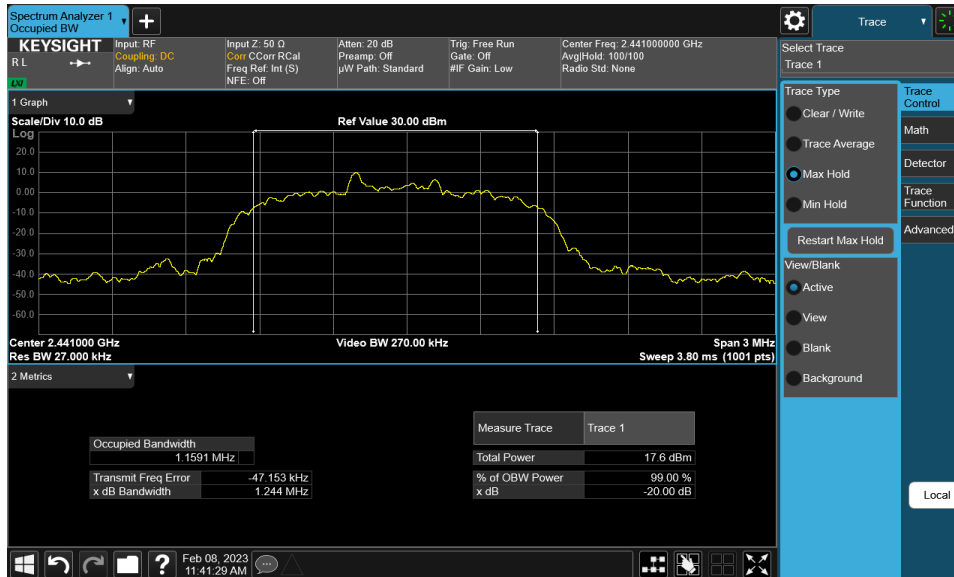 Spectrum Analyzer 1
Occupied BW
Trace
KEYSIGHT
R L
LXI
Input: RF
Coupling: DC
Align: Auto
Input Z: 50 Ω
Corr CCorr RCal
Freq Ref: Int (S)
NFE: Off
Atten: 20 dB
Preamp: Off
µW Path: Standard
Trig: Free Run
Gate: Off
#IF Gain: Low
Center Freq: 2.441000000 GHz
Avg|Hold: 100/100
Radio Std: None
Select Trace
Trace 1
1 Graph
Scale/Div 10.0 dB
Ref Value 30.00 dBm
Log
20.0
10.0
0.00
-10.0
-20.0
-30.0
-40.0
-50.0
-60.0
Center 2.441000 GHz
Video BW 270.00 kHz
Span 3 MHz
Res BW 27.000 kHz
Sweep 3.80 ms (1001 pts)
2 Metrics
Occupied Bandwidth
1.1591 MHz
Transmit Freq Error -47.153 kHz
x dB Bandwidth 1.244 MHz
Measure Trace Trace 1
Total Power 17.6 dBm
% of OBW Power 99.00 %
x dB -20.00 dB
Trace Type
Clear / Write
Trace Average
Max Hold
Min Hold
Restart Max Hold
View/Blank
Active
View
Blank
Background
Trace
Control
Math
Detector
Trace
Function
Advanced
Local
?
Feb 08, 2023
11:41:29 AM